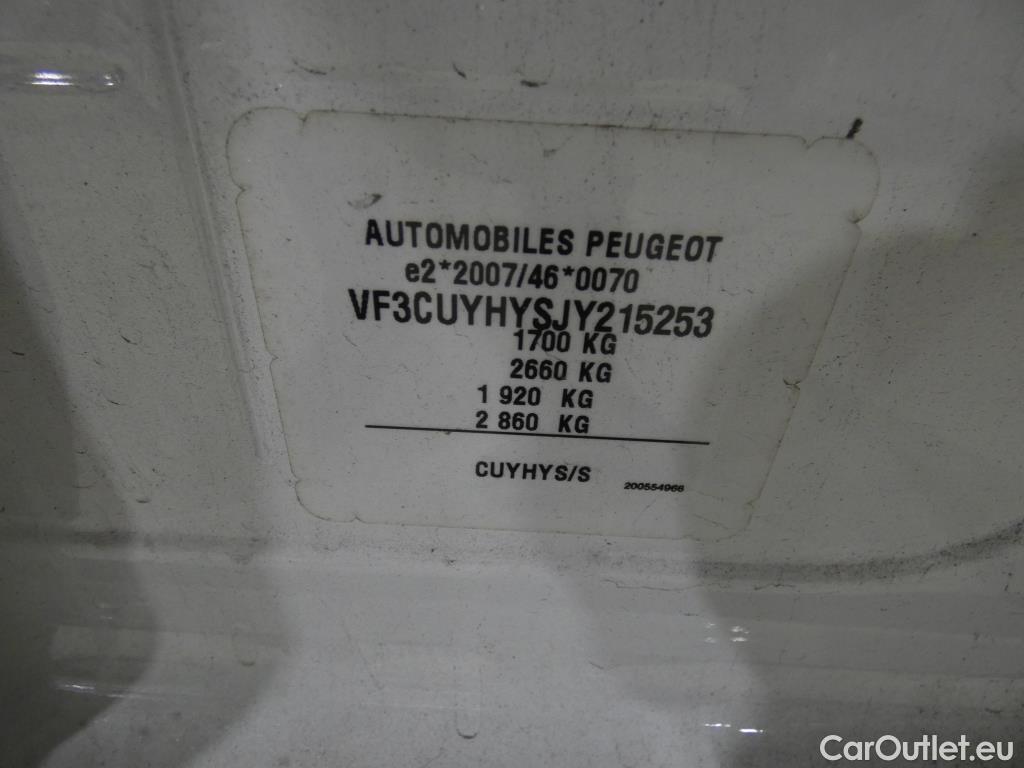 AUTOMOBILES PEUGEOT
e2*2007/46*0070
VF3CUYHYSJY215253
1700 KG
2660 KG
1 920 KG
2 860 KG
CUYHYS/S
200554966
CarOutlet.eu